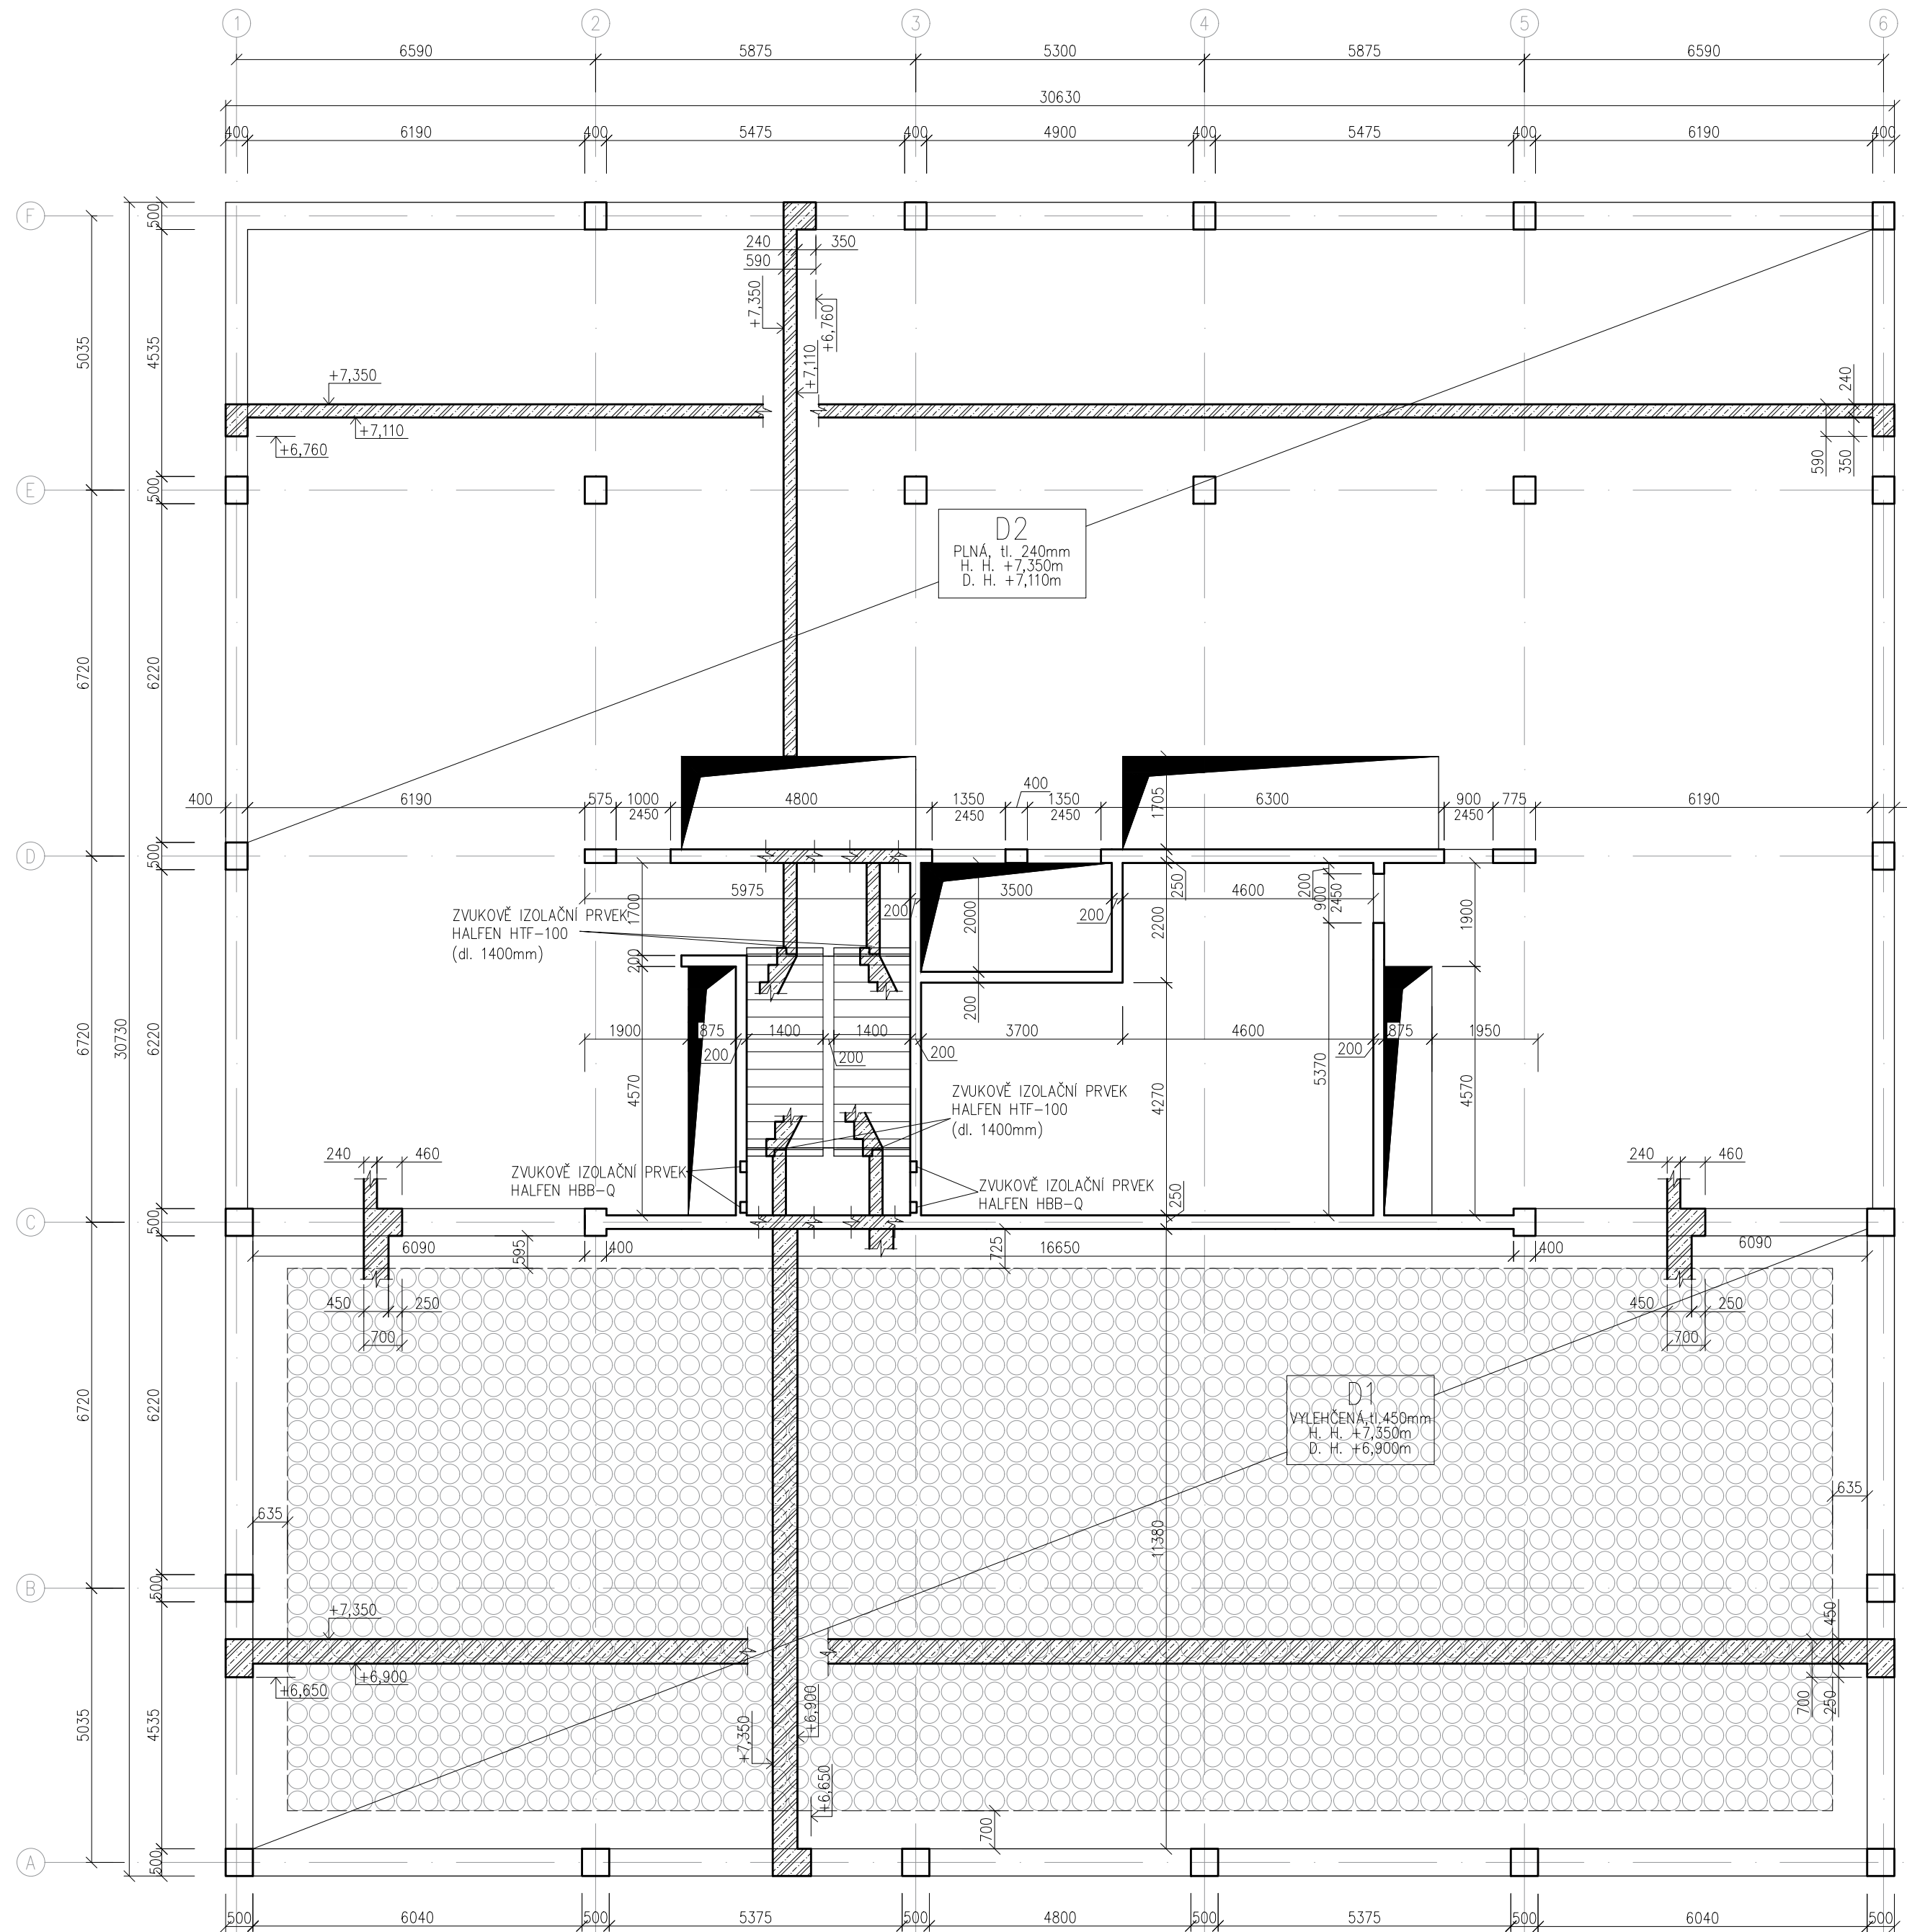 1 2 3 4 5 6
6590 5875 5300 5875 6590
30630
400 6190 400 5475 400 4900 400 5475 400 6190 400
F
500
240 350
590
+7,350
+6,760
+7,110
5035
4535
+7,350
+7,110
+6,760
240
590
350
E
500
D2
PLNÁ, tl. 240mm
H. H. +7,350m
D. H. +7,110m
6720
6220
400 6190 575 1000 4800 1350 400 1350 6300 900 775 6190
2450 2450 2450 2450
1705
D
500
5975 3500 4600
250
200
900
2450
1700
200
2000
200
2200
1900
ZVUKOVĚ IZOLAČNÍ PRVEK
HALFEN HTF-100
(dl. 1400mm)
200
200
6720
30730
6220
1900 875 1400 1400 3700 4600 875 1950
200 200 200 200
4570
4270
5370
4570
ZVUKOVĚ IZOLAČNÍ PRVEK
HALFEN HTF-100
(dl. 1400mm)
240 460
240 460
ZVUKOVĚ IZOLAČNÍ PRVEK
HALFEN HBB-Q
ZVUKOVĚ IZOLAČNÍ PRVEK
HALFEN HBB-Q
250
C
500
6090 400 16650 400 6090
595
725
450 250
700
450 250
700
6720
6220
D1
VYLEHČENÁ,tl.450mm
H. H. +7,350m
D. H. +6,900m
635
635
11380
B
500
+7,350
+6,900
+6,650
450
700
250
5035
4535
+7,350
+6,900
+6,650
700
A
500
500 6040 500 5375 500 4800 500 5375 500 6040 500